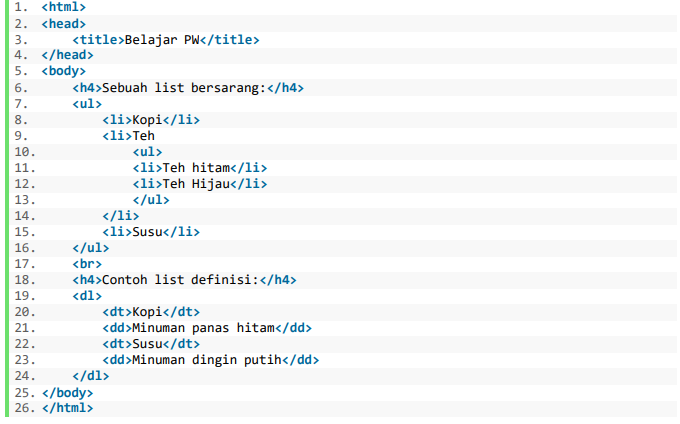 1. <html>
2. <head>
3. <title>Belajar PW</title>
4. </head>
5. <body>
6. <h4>Sebuah list bersarang:</h4>
7. <ul>
8. <li>Kopi</li>
9. <li>Teh
10. <ul>
11. <li>Teh hitam</li>
12. <li>Teh Hijau</li>
13. </ul>
14. </li>
15. <li>Susu</li>
16. </ul>
17. <br>
18. <h4>Contoh list definisi:</h4>
19. <dl>
20. <dt>Kopi</dt>
21. <dd>Minuman panas hitam</dd>
22. <dt>Susu</dt>
23. <dd>Minuman dingin putih</dd>
24. </dl>
25. </body>
26. </html>